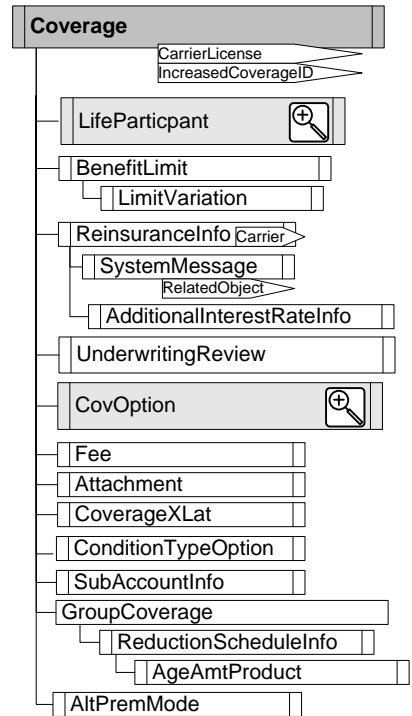 Coverage
CarrierLicense
IncreasedCoverageID
LifeParticpant
BenefitLimit
LimitVariation
ReinsuranceInfo Carrier
SystemMessage
RelatedObject
AdditionalInterestRateInfo
UnderwritingReview
CovOption
Fee
Attachment
CoverageXLat
ConditionTypeOption
SubAccountInfo
GroupCoverage
ReductionScheduleInfo
AgeAmtProduct
AltPremMode